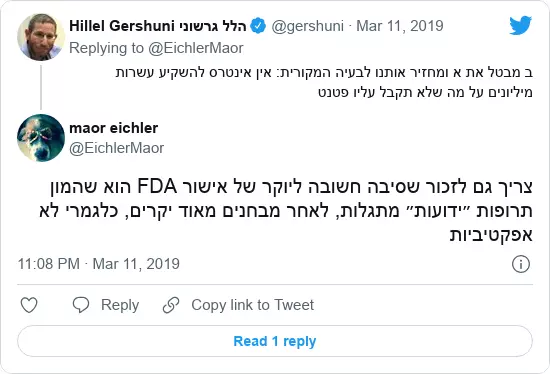 Hillel Gershuni הלל גרשוני @gershuni · Mar 11, 2019
Replying to @EichlerMaor
ב מבטל את א ומחזיר אותנו לבעיה המקורית: אין אינטרס להשקיע עשרות
מיליונים על מה שלא תקבל עליו פטנט
maor eichler
@EichlerMaor
צריך גם לזכור שסיבה חשובה ליוקר של אישור FDA הוא שהמון
תרופות ״ידועות״ מתגלות, לאחר מבחנים מאוד יקרים, כלגמרי לא
אפקטיביות
11:08 PM · Mar 11, 2019
Reply
Copy link to Tweet
Read 1 reply